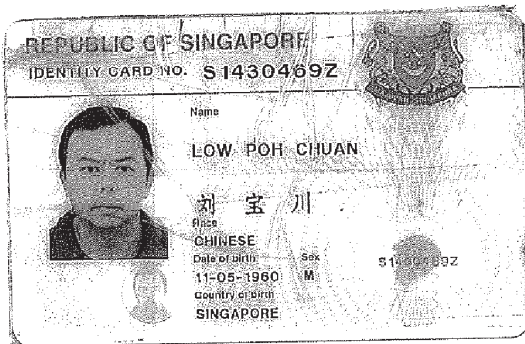 REPUBLIC OF SINGAPORE
IDENTITY CARD NO. S1430469Z
Name
LOW POH CHUAN
刘 宝 川
Race
CHINESE
Date of birth Sex
11-05-1960 M
S1430469Z
Country of birth
SINGAPORE